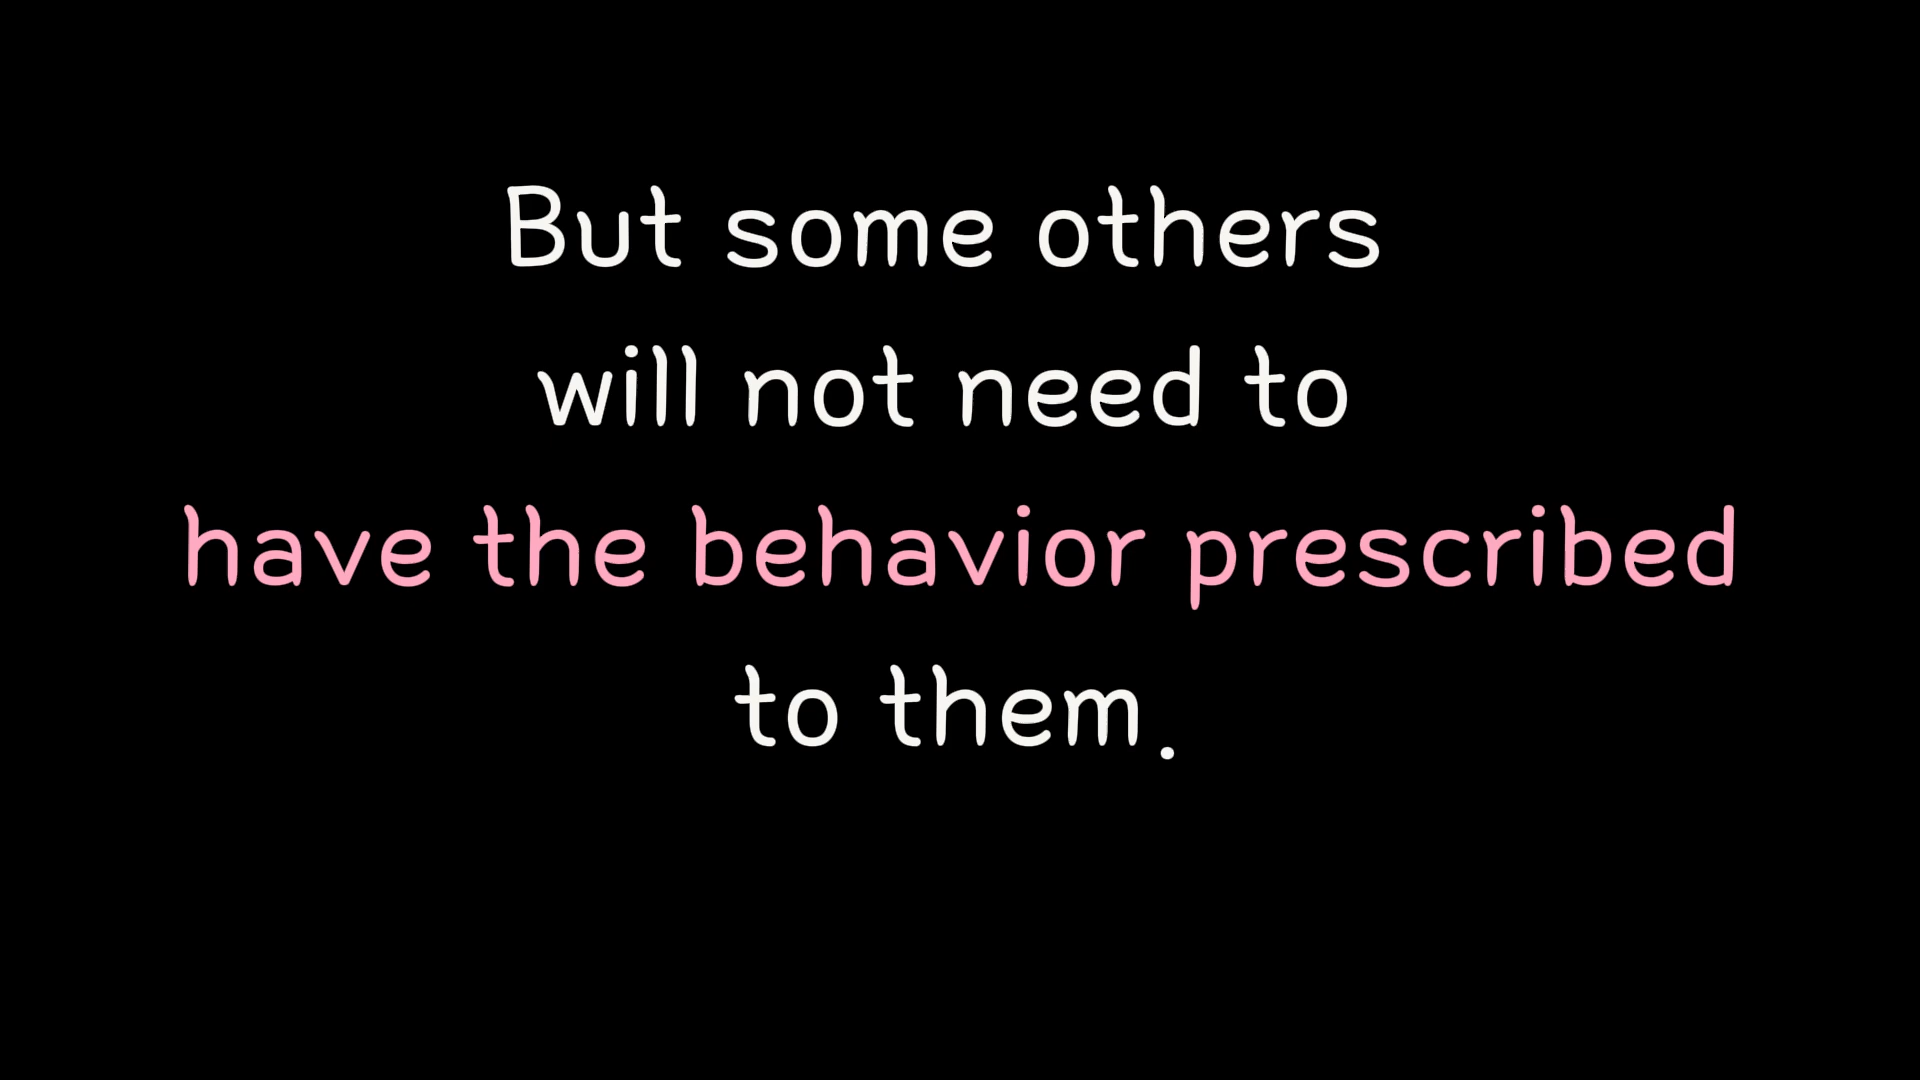 But some others
will not need to
have the behavior prescribed
to them.